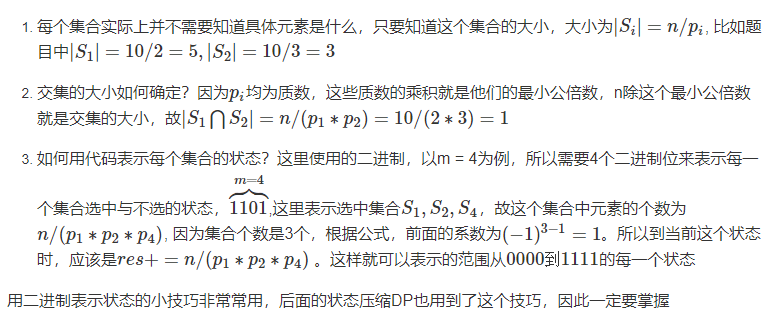 1. 每个集合实际上并不需要知道具体元素是什么，只要知道这个集合的大小，大小为|S_i| = n/p_i, 比如题
目中|S_1| = 10/2 = 5, |S_2| = 10/3 = 3
2. 交集的大小如何确定？因为p_i均为质数，这些质数的乘积就是他们的最小公倍数，n除这个最小公倍数
就是交集的大小，故|S_1 ⋂ S_2| = n/(p_1 * p_2) = 10/(2 * 3) = 1
3. 如何用代码表示每个集合的状态？这里使用的二进制，以m = 4为例，所以需要4个二进制位来表示每一
m=4
个集合选中与不选的状态，1101,这里表示选中集合S_1, S_2, S_4，故这个集合中元素的个数为
n/(p_1 * p_2 * p_4), 因为集合个数是3个，根据公式，前面的系数为(−1)^{3−1} = 1。所以到当前这个状态
时，应该是res+ = n/(p_1 * p_2 * p_4) 。这样就可以表示的范围从0000到1111的每一个状态
用二进制表示状态的小技巧非常常用，后面的状态压缩DP也用到了这个技巧，因此一定要掌握